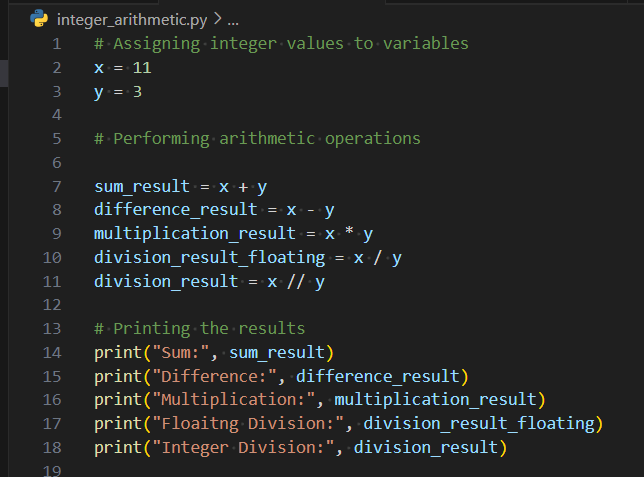 integer_arithmetic.py > ...
1 # Assigning integer values to variables
2 x = 11
3 y = 3
4
5 # Performing arithmetic operations
6
7 sum_result = x + y
8 difference_result = x - y
9 multiplication_result = x * y
10 division_result_floating = x / y
11 division_result = x // y
12
13 # Printing the results
14 print("Sum:", sum_result)
15 print("Difference:", difference_result)
16 print("Multiplication:", multiplication_result)
17 print("Floaitng Division:", division_result_floating)
18 print("Integer Division:", division_result)
19